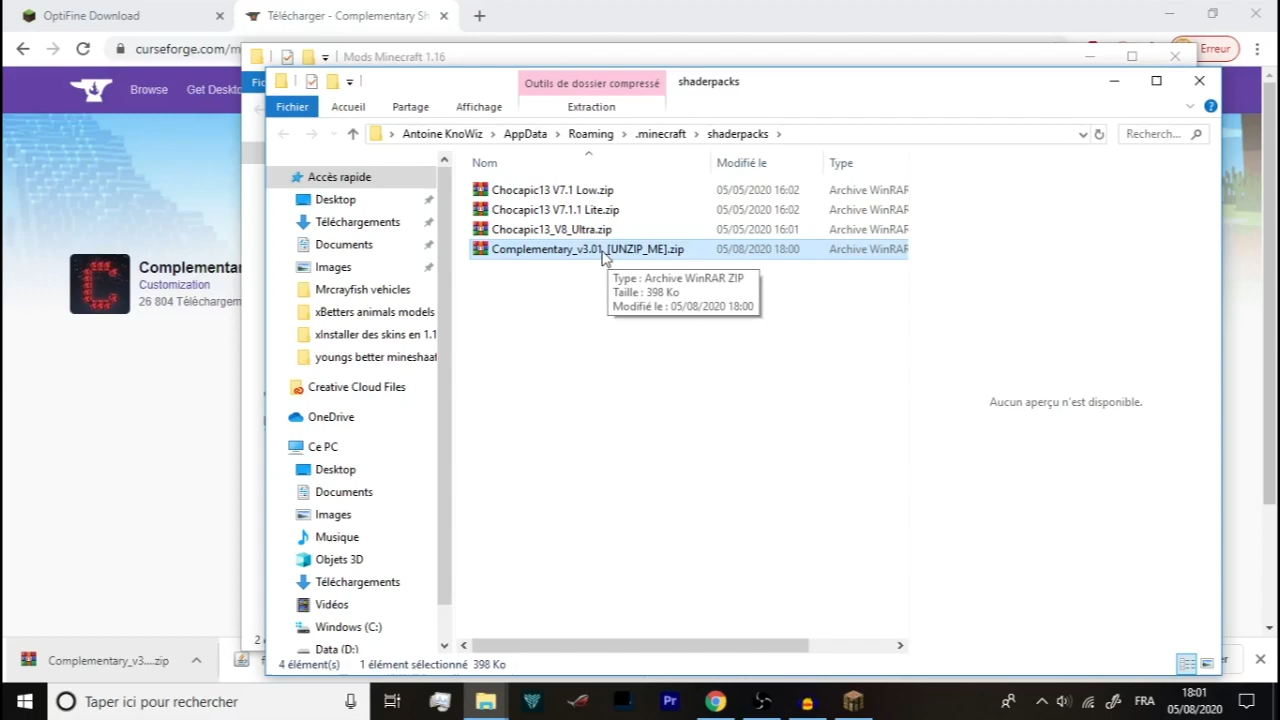 OptiFine Download
Télécharger - Complementary Sh
curseforge.com/m
Erreur
Mods Minecraft 1.16
Browse
Get Deskto
Fic
Outils de dossier compressé
shaderpacks
Fichier
Accueil
Partage
Affichage
Extraction
Antoine KnoWiz > AppData > Roaming > .minecraft > shaderpacks >
Recherch...
Nom
Modifié le
Type
Accès rapide
Desktop
Téléchargements
Documents
Images
Mrcrayfish vehicles
xBetters animals models
xInstaller des skins en 1.1
youngs better mineshaf
Creative Cloud Files
OneDrive
Ce PC
Desktop
Documents
Images
Musique
Objets 3D
Téléchargements
Vidéos
Windows (C:)
Data (D:)
Chocapic13 V7.1 Low.zip 05/05/2020 16:02 Archive WinRAR
Chocapic13 V7.1.1 Lite.zip 05/05/2020 16:02 Archive WinRAR
Chocapic13_V8_Ultra.zip 05/05/2020 16:01 Archive WinRAR
Complementary_v3.01_[UNZIP_ME].zip 05/08/2020 18:00 Archive WinRAR
Type : Archive WinRAR ZIP
Taille : 398 Ko
Modifié le : 05/08/2020 18:00
Aucun aperçu n'est disponible.
Complementar
Customization
26 804 Téléchargem
2 é
4 élément(s)
1 élément sélectionné 398 Ko
Complementary_v3....zip
er
Taper ici pour rechercher
Pr
FRA
18:01
05/08/2020